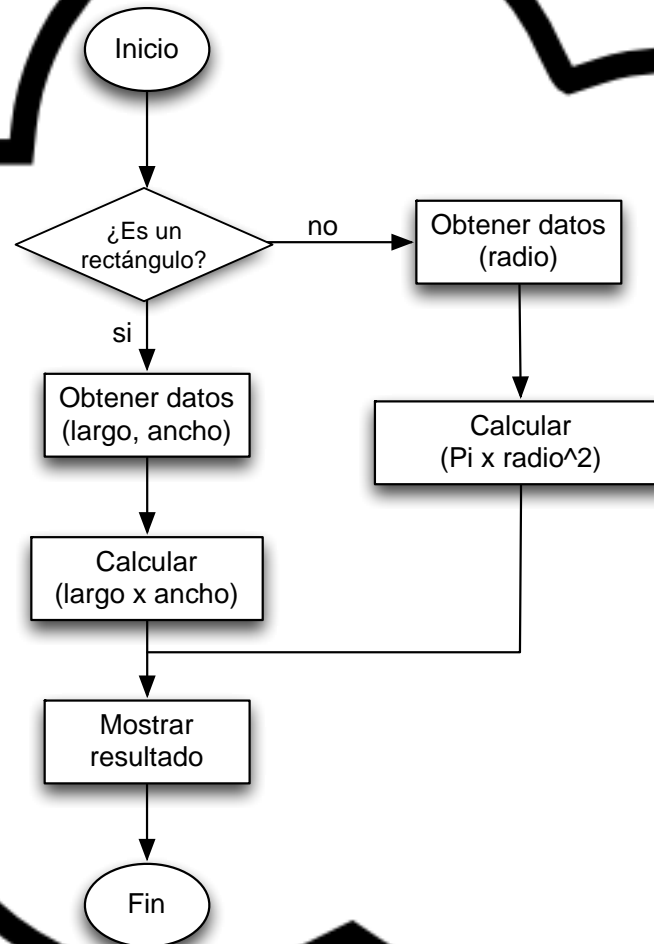 Inicio
¿Es un
rectángulo?
no
Obtener datos
(radio)
si
Obtener datos
(largo, ancho)
Calcular
(Pi x radio^2)
Calcular
(largo x ancho)
Mostrar
resultado
Fin